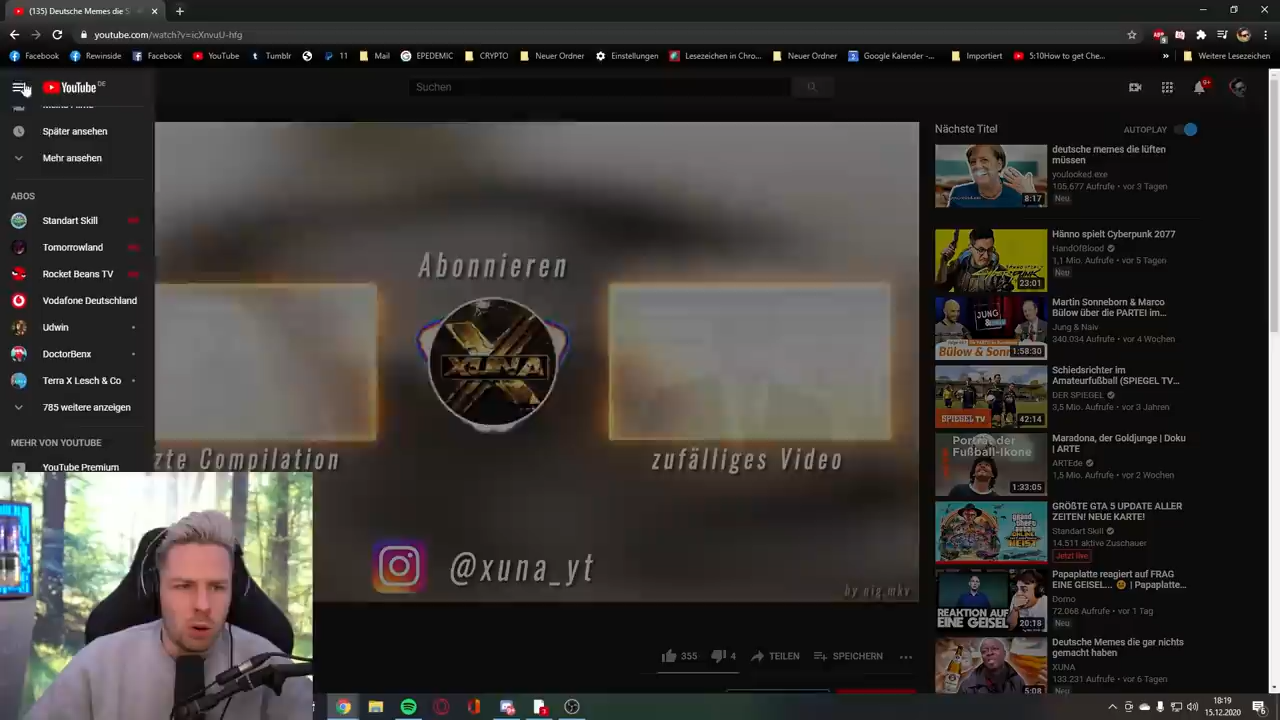 (135) Deutsche Memes die S
youtube.com/watch?v=icXnvuU-hfg
Facebook
Rewinside
Facebook
YouTube
Tumblr
11
Mail
EPEDEMIC
CRYPTO
Neuer Ordner
Einstellungen
Lesezeichen in Chro...
Neuer Ordner
Google Kalender -...
Importiert
5:10How to get Che...
»
Weitere Lesezeichen
YouTube DE
Suchen
9+
Später ansehen
Mehr ansehen
ABOS
Standart Skill
Tomorrowland
Rocket Beans TV
Vodafone Deutschland
Udwin
DoctorBenx
Terra X Lesch & Co
785 weitere anzeigen
MEHR VON YOUTUBE
YouTube Premium
Abonnieren
XUNA
zte Compilation
zufälliges Video
@xuna_yt
by nig.mkv
355
4
TEILEN
SPEICHERN
Nächste Titel
AUTOPLAY
deutsche memes die lüften
müssen
youlooked.exe
105.677 Aufrufe • vor 3 Tagen
Neu
8:17
Hänno spielt Cyberpunk 2077
HandOfBlood
1,1 Mio. Aufrufe • vor 5 Tagen
Neu
23:01
Martin Sonneborn & Marco
Bülow über die PARTEI im...
Jung & Naiv
340.034 Aufrufe • vor 4 Wochen
JUNG
&NAIV
Bülow & Sonn
1:58:30
Schiedsrichter im
Amateurfußball (SPIEGEL TV...
DER SPIEGEL
3,5 Mio. Aufrufe • vor 3 Jahren
SPIEGEL TV
42:14
Maradona, der Goldjunge | Doku
| ARTE
ARTEde
1,5 Mio. Aufrufe • vor 2 Wochen
Porträt der
Fußball-Ikone
1:33:05
GRÖßTE GTA 5 UPDATE ALLER
ZEITEN! NEUE KARTE!
Standart Skill
14.511 aktive Zuschauer
Jetzt live
Papaplatte reagiert auf FRAG
EINE GEISEL... | Papaplatte...
Domo
72.068 Aufrufe • vor 1 Tag
Neu
REAKTION AUF
EINE GEISEL
20:18
Deutsche Memes die gar nichts
gemacht haben
XUNA
133.231 Aufrufe • vor 6 Tagen
Neu
5:08
18:19
15.12.2020